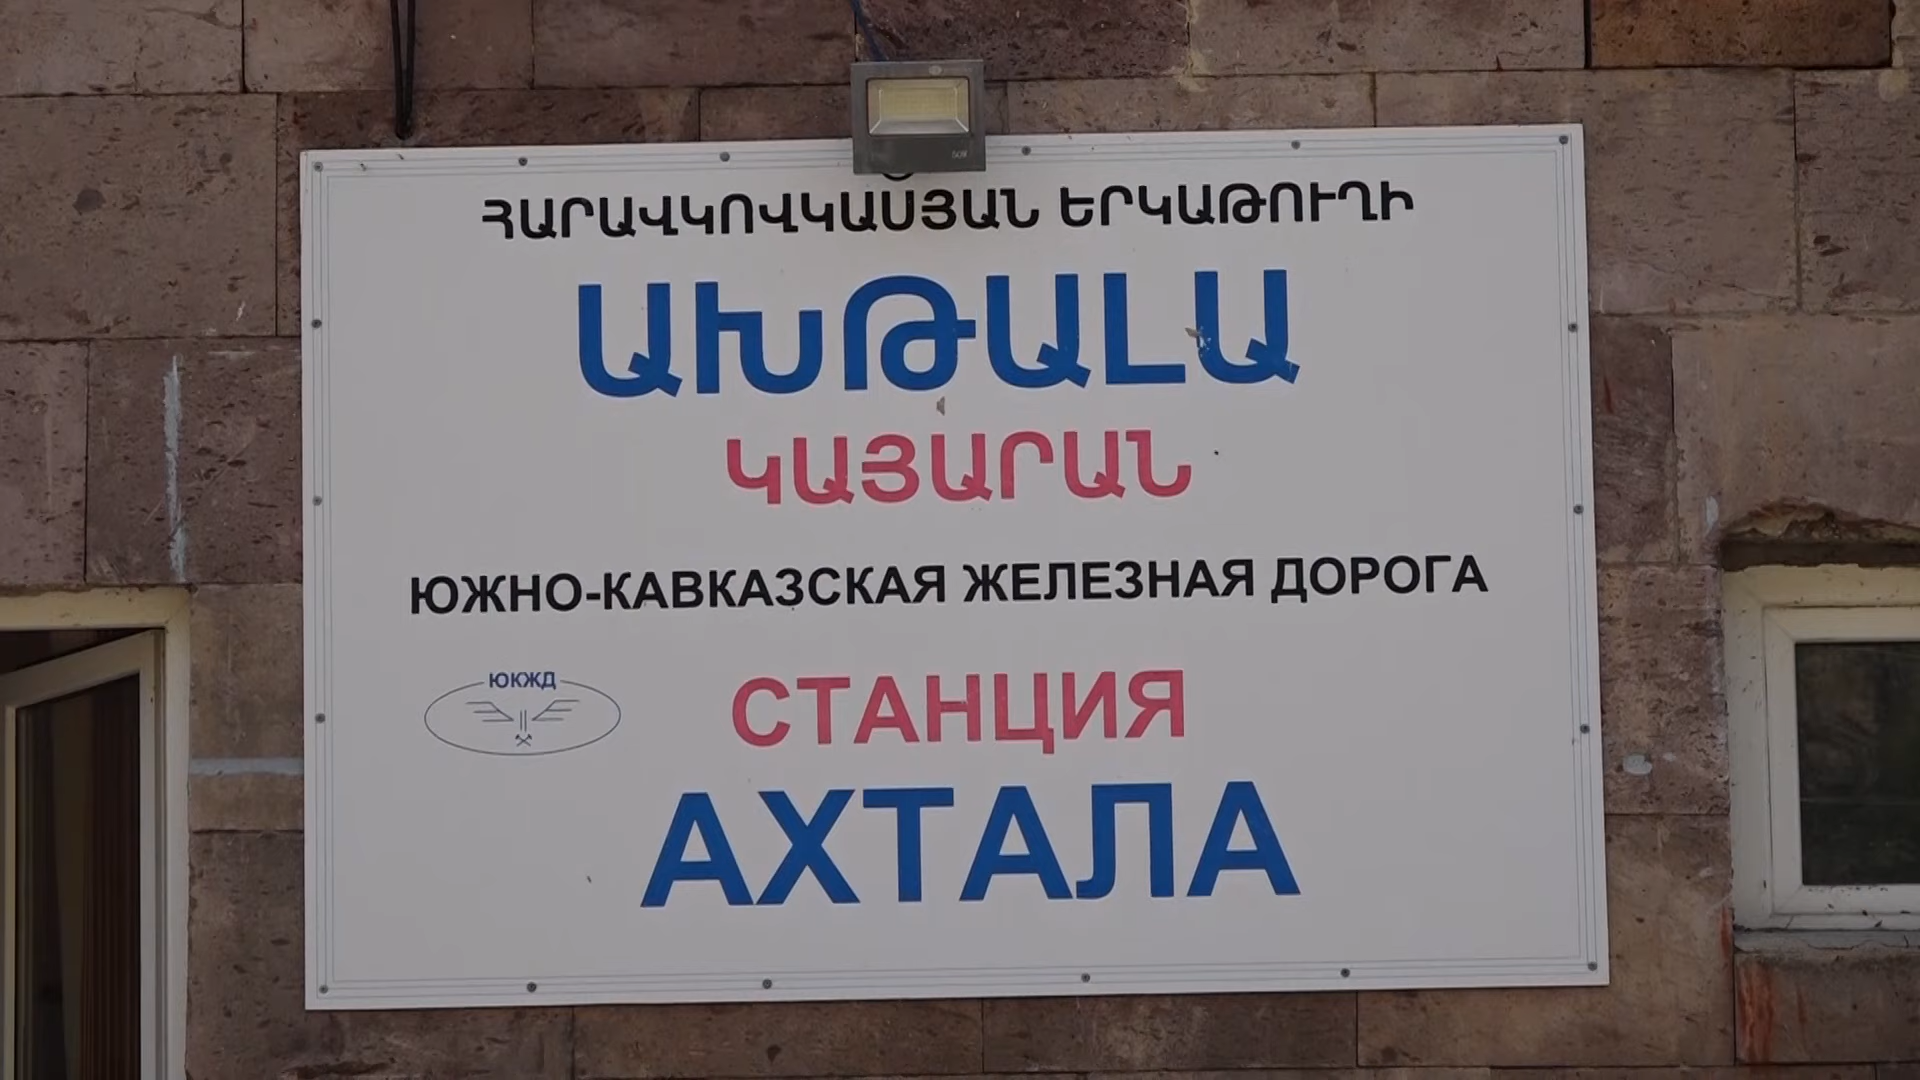 ՀԱՐԱՎԿՈՎԿԱՍՅԱՆ ԵՐԿԱԹՈՒՂԻ
ԱԽԹԱԼԱ
ԿԱՅԱՐԱՆ
ЮЖНО-КАВКАЗСКАЯ ЖЕЛЕЗНАЯ ДОРОГА
ЮКЖД
СТАНЦИЯ
АХТАЛА